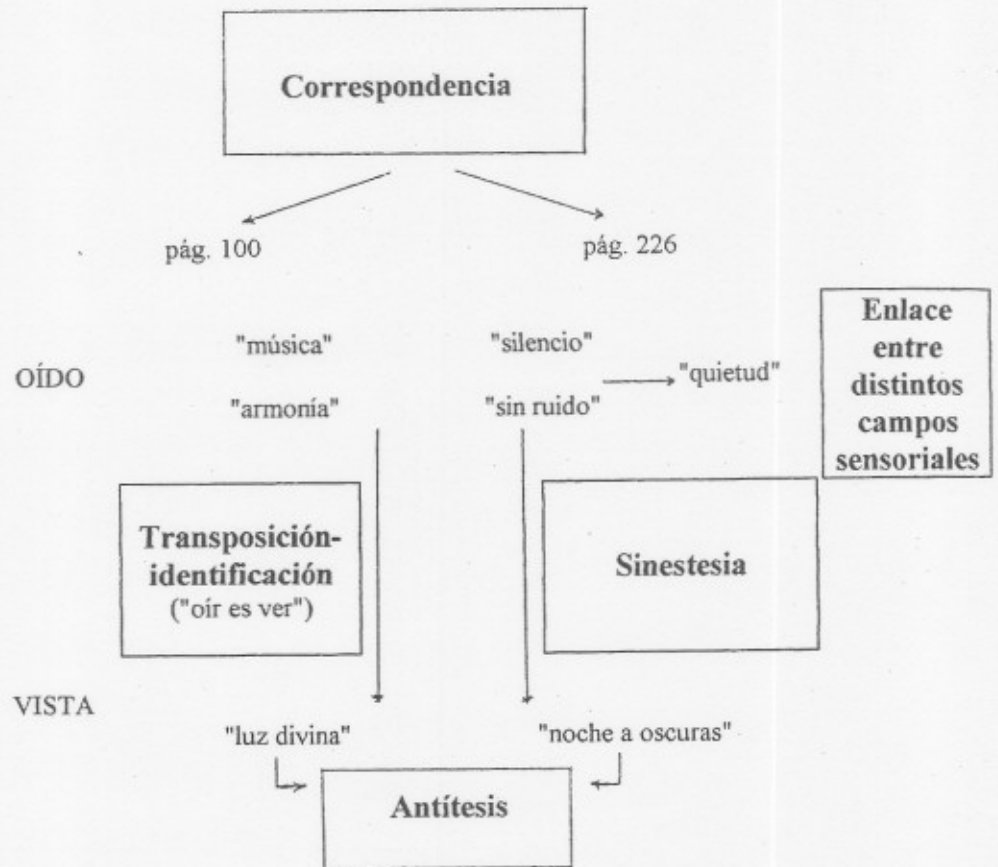 Correspondencia
pág. 100
pág. 226
"música"
"silencio"
Enlace
entre
distintos
campos
sensoriales
OÍDO
"quietud"
"armonía"
"sin ruido"
Transposición-
identificación
("oír es ver")
Sinestesia
VISTA
"luz divina"
"noche a oscuras"
Antítesis